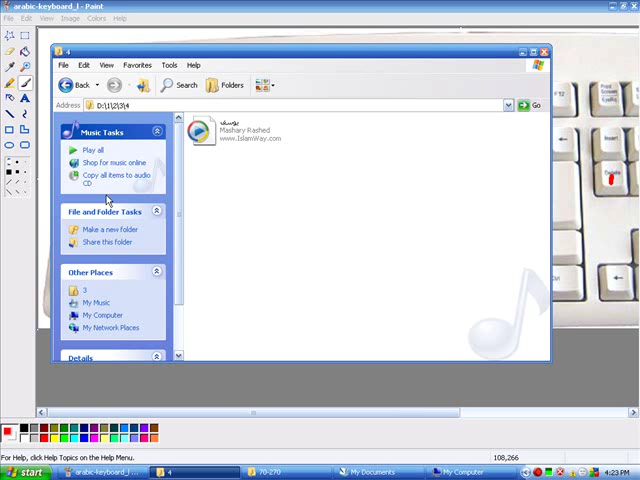 arabic-keyboard_l - Paint
File Edit View Image Colors Help
4
File Edit View Favorites Tools Help
Back Search Folders
Address D:\1\2\3\4 Go
Music Tasks
Play all
Shop for music online
Copy all items to audio
CD
File and Folder Tasks
Make a new folder
Share this folder
Other Places
3
My Music
My Computer
My Network Places
Details
يوسف
Mashary Rashed
www.IslamWay.com
F12
Insert
Delete
For Help, click Help Topics on the Help Menu.
108,266
start
arabic-keyboard_l ...
4
70-270
My Documents
My Computer
4:23 PM